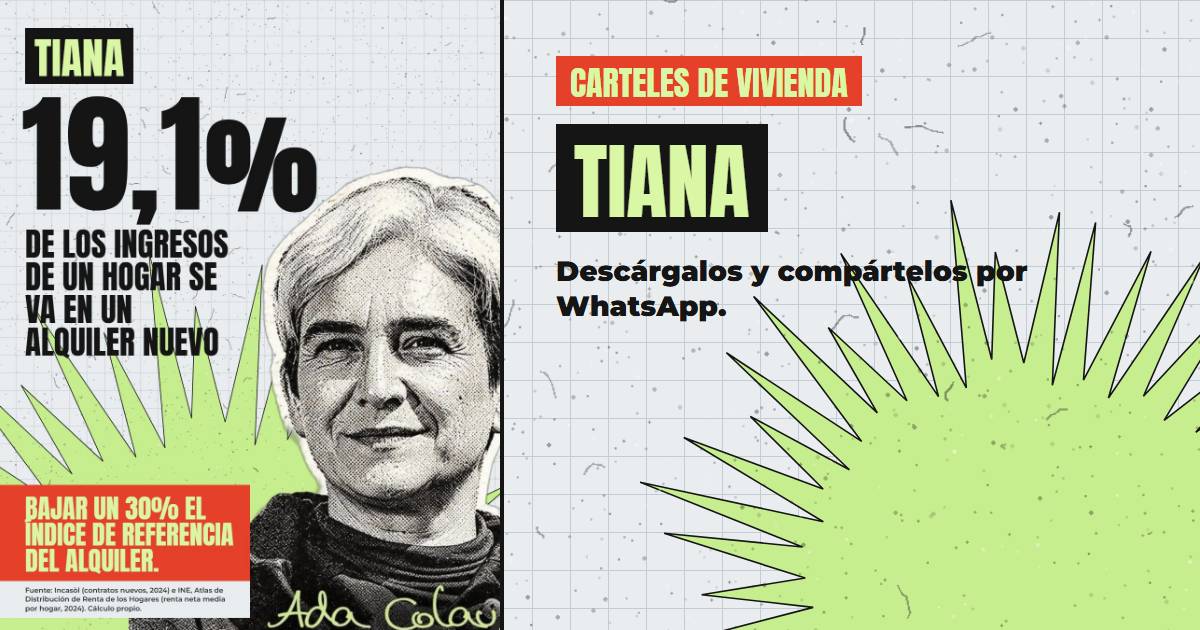 TIANA
19,1%
DE LOS INGRESOS
DE UN HOGAR SE
VA EN UN
ALQUILER NUEVO
BAJAR UN 30% EL
ÍNDICE DE REFERENCIA
DEL ALQUILER.
Fuente: Incasòl (contratos nuevos, 2024) e INE, Atlas de
Distribución de Renta de los Hogares (renta neta media
por hogar, 2024). Cálculo propio.
Ada Colau
CARTELES DE VIVIENDA
TIANA
Descárgalos y compártelos por
WhatsApp.